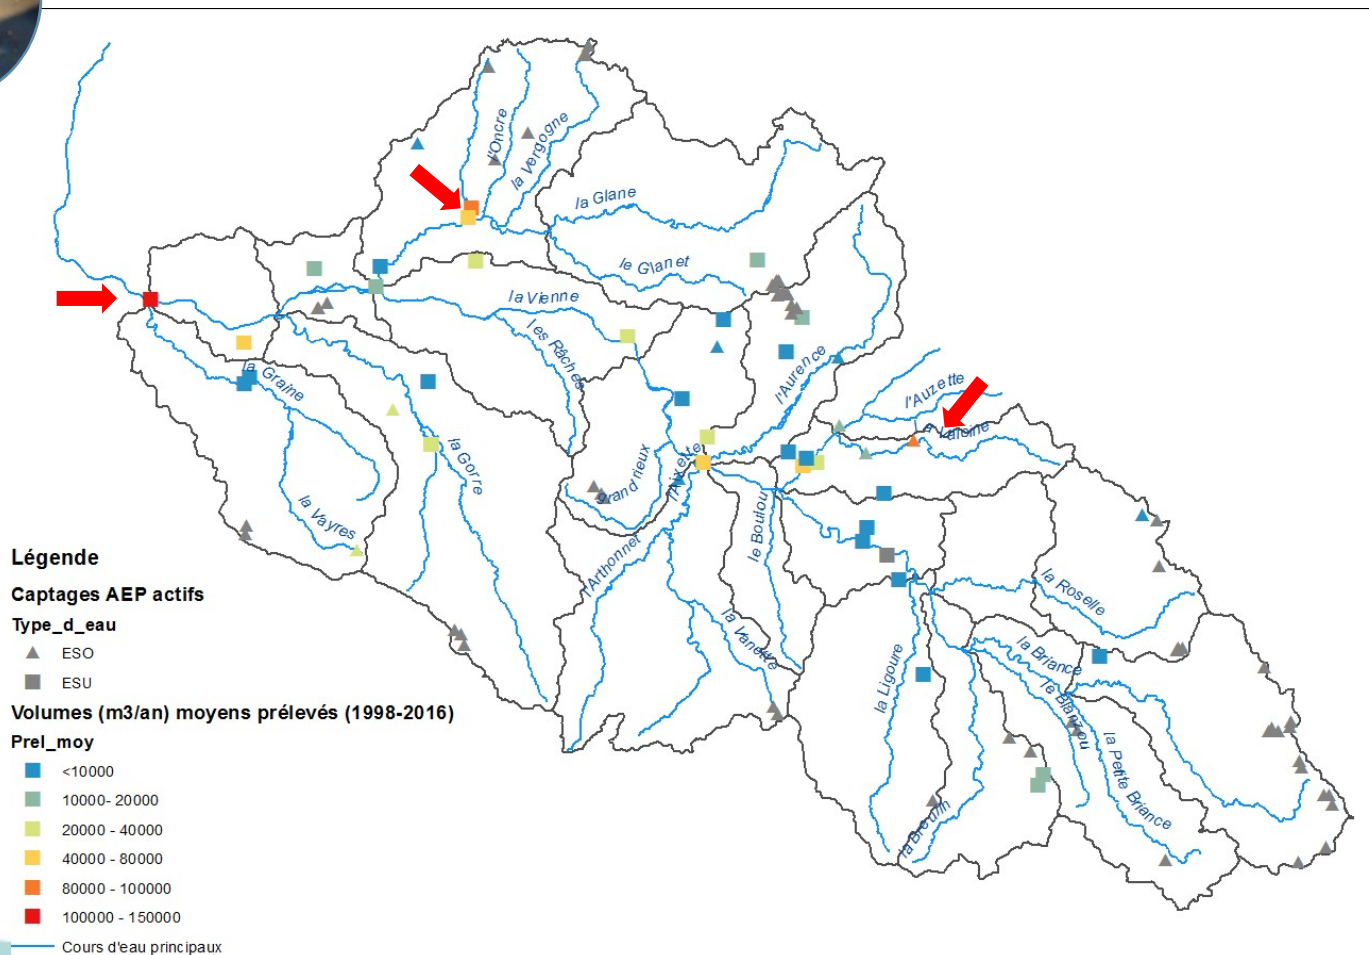 l'Oncre
la Vergogne
la Glane
le Glanet
la Vienne
les Râches
l'Aurence
l'Auzette
La Valoine
la Graine
la Gorre
la Vayres
grand rieux
l'Aixette
l'Arthonnet
le Boulou
la Vanette
la Roselle
la Briance
le Blanzou
la Petite Briance
la Ligoure
la Breuilh
Légende
Captages AEP actifs
Type_d_eau
ESO
ESU
Volumes (m3/an) moyens prélevés (1998-2016)
Prel_moy
<10000
10000- 20000
20000 - 40000
40000 - 80000
80000 - 100000
100000 - 150000
Cours d'eau principaux